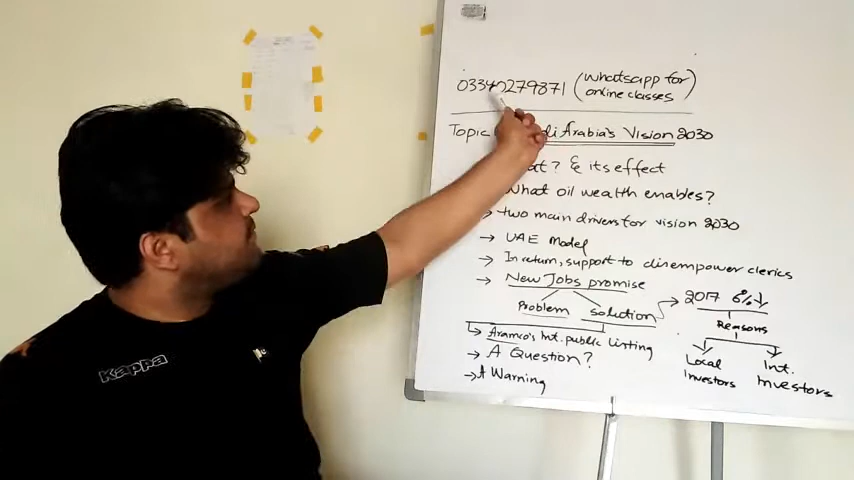 03340279871 (whatsapp for
online classes)
Topic di Arabia's Vision 2030
at? & its effect
What oil wealth enables?
→ two main drivers for vision 2030
→ UAE Model
→ In return, support to disempower clerics
→ New Jobs promise
Problem solution → 2017 6%↓
Reasons
Local Investors
Int. Investors
→ Aramco's Int. public listing
→ A Question?
→ A Warning
Kappa